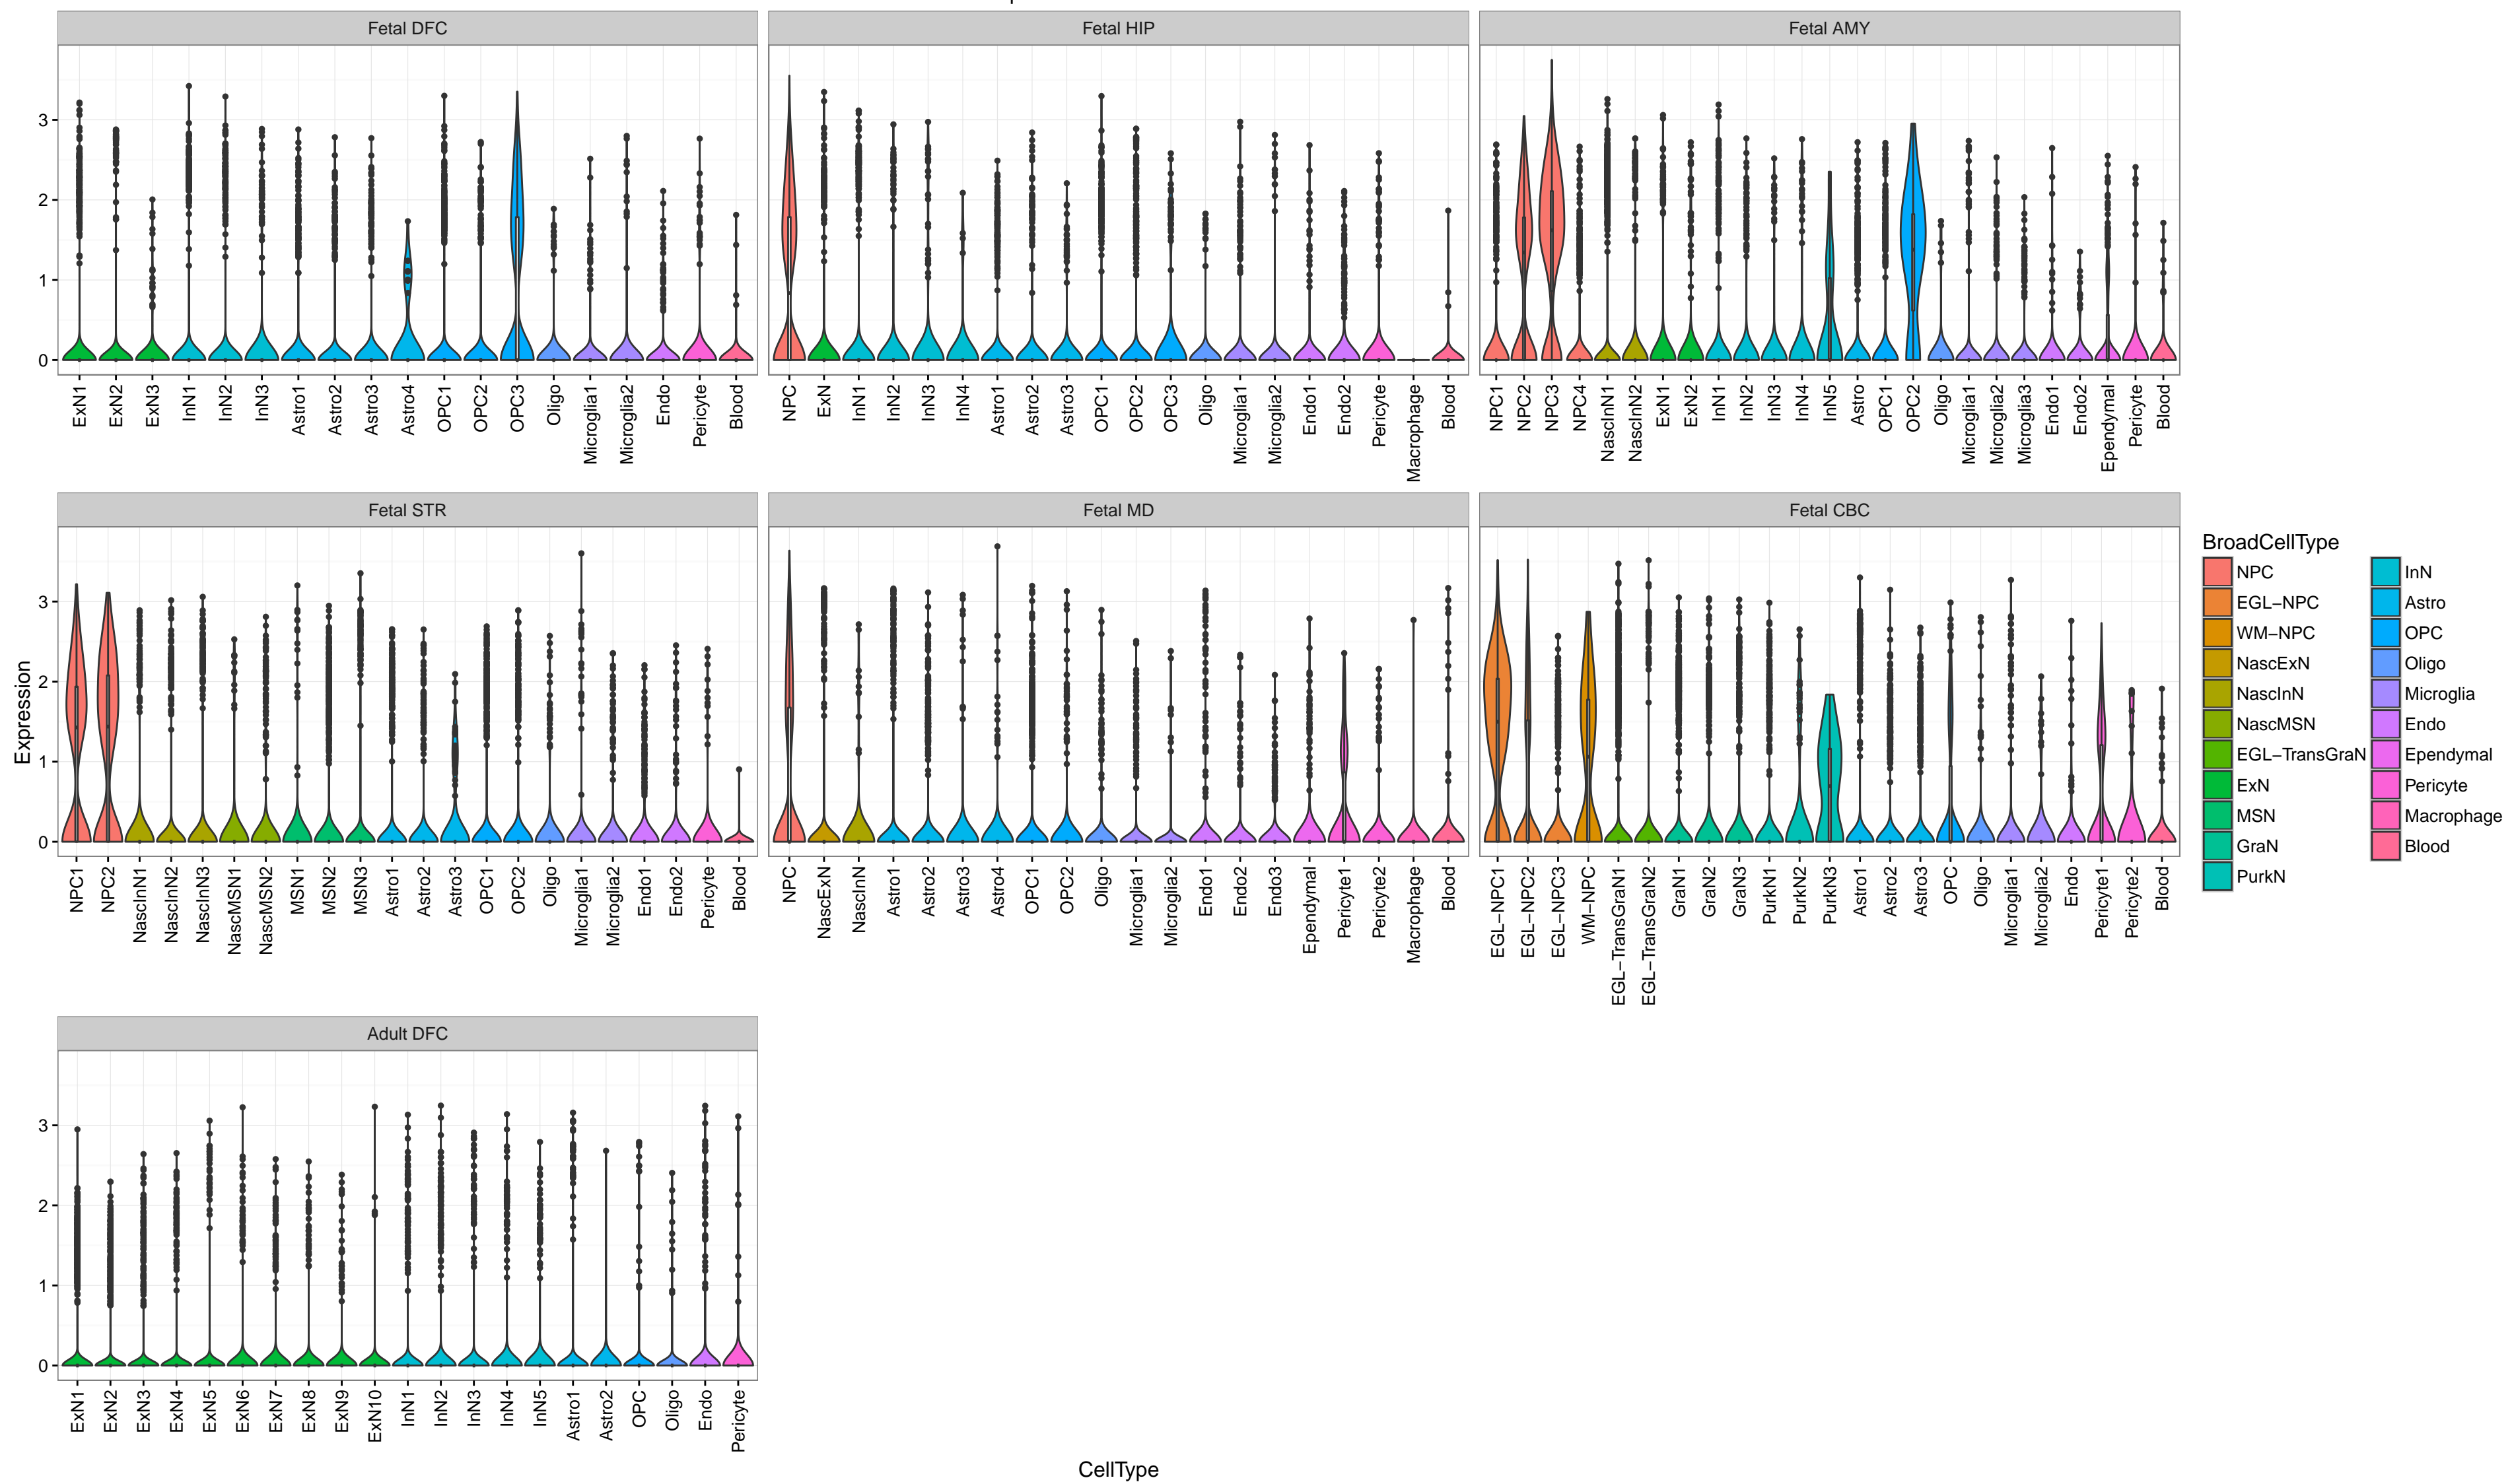 Fetal DFC
Fetal HIP
Fetal AMY
3
2
1
0
ExN1 ExN2 ExN3 InN1 InN2 InN3 Astro1 Astro2 Astro3 Astro4 OPC1 OPC2 OPC3 Oligo Microglia1 Microglia2 Endo Pericyte Blood
NPC ExN InN1 InN2 InN3 InN4 Astro1 Astro2 Astro3 OPC1 OPC2 OPC3 Oligo Microglia1 Microglia2 Endo1 Endo2 Pericyte Macrophage Blood
NPC1 NPC2 NPC3 NPC4 NascInN1 NascInN2 ExN1 ExN2 InN1 InN2 InN3 InN4 InN5 Astro OPC1 OPC2 Oligo Microglia1 Microglia2 Microglia3 Endo1 Endo2 Ependymal Pericyte Blood
Fetal STR
Fetal MD
Fetal CBC
Expression
3
2
1
0
NPC1 NPC2 NascInN1 NascInN2 NascInN3 NascMSN1 NascMSN2 MSN1 MSN2 MSN3 Astro1 Astro2 Astro3 OPC1 OPC2 Oligo Microglia1 Microglia2 Endo1 Endo2 Pericyte Blood
NPC NascExN NascInN Astro1 Astro2 Astro3 Astro4 OPC1 OPC2 Oligo Microglia1 Microglia2 Endo1 Endo2 Endo3 Ependymal Pericyte1 Pericyte2 Macrophage Blood
EGL−NPC1 EGL−NPC2 EGL−NPC3 WM−NPC EGL−TransGraN1 EGL−TransGraN2 GraN1 GraN2 GraN3 PurkN1 PurkN2 PurkN3 Astro1 Astro2 Astro3 OPC Oligo Microglia1 Microglia2 Endo Pericyte1 Pericyte2 Blood
BroadCellType
NPC
EGL−NPC
WM−NPC
NascExN
NascInN
NascMSN
EGL−TransGraN
ExN
MSN
GraN
PurkN
InN
Astro
OPC
Oligo
Microglia
Endo
Ependymal
Pericyte
Macrophage
Blood
Adult DFC
3
2
1
0
ExN1 ExN2 ExN3 ExN4 ExN5 ExN6 ExN7 ExN8 ExN9 ExN10 InN1 InN2 InN3 InN4 InN5 Astro1 Astro2 OPC Oligo Endo Pericyte
CellType